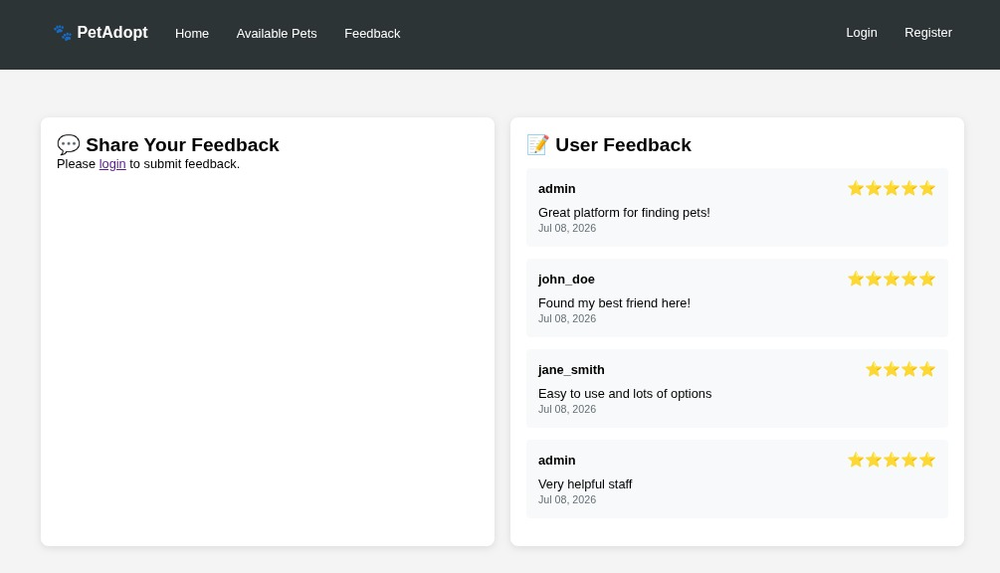 🐾 PetAdopt Home Available Pets Feedback Login Register
💬 Share Your Feedback
Please login to submit feedback.
📝 User Feedback
admin ⭐⭐⭐⭐⭐
Great platform for finding pets!
Jul 08, 2026
john_doe ⭐⭐⭐⭐⭐
Found my best friend here!
Jul 08, 2026
jane_smith ⭐⭐⭐⭐
Easy to use and lots of options
Jul 08, 2026
admin ⭐⭐⭐⭐⭐
Very helpful staff
Jul 08, 2026